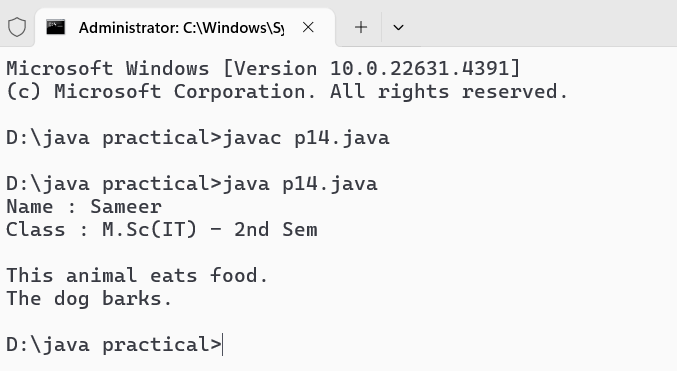 Administrator: C:\Windows\Sy
Microsoft Windows [Version 10.0.22631.4391]
(c) Microsoft Corporation. All rights reserved.
D:\java practical>javac p14.java
D:\java practical>java p14.java
Name : Sameer
Class : M.Sc(IT) - 2nd Sem
This animal eats food.
The dog barks.
D:\java practical>